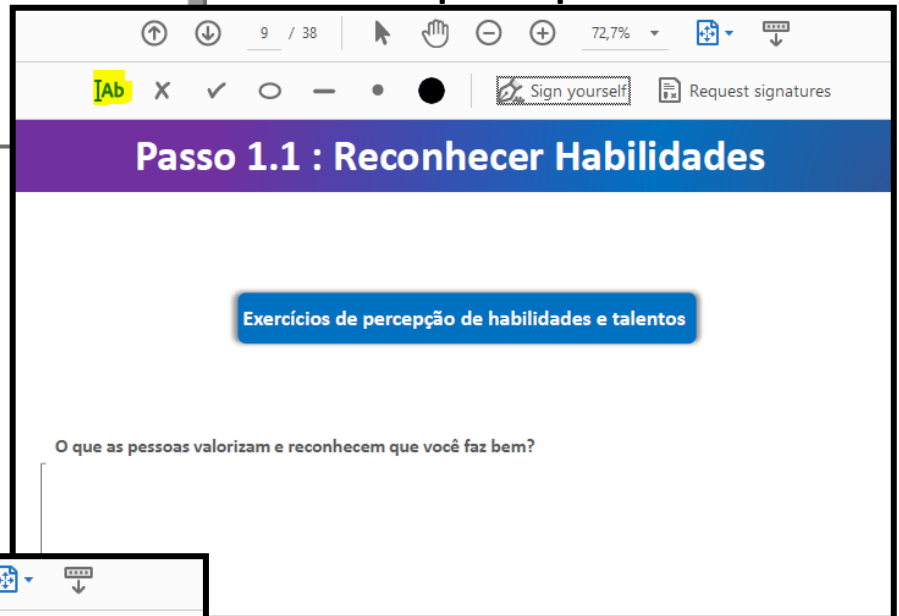 9 / 38
72,7%
Ab
Sign yourself
Request signatures
Passo 1.1 : Reconhecer Habilidades
Exercícios de percepção de habilidades e talentos
O que as pessoas valorizam e reconhecem que você faz bem?